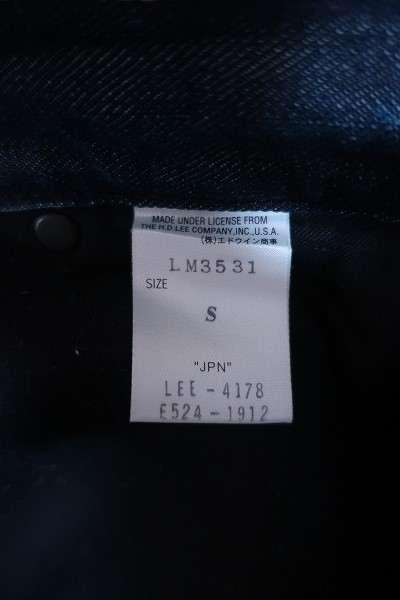 MADE UNDER LICENSE FROM
THE H.D. LEE COMPANY,INC.,U.S.A.
(株)エドウイン商事
LM3531
SIZE
S
"JPN"
LEE-4178
E524-1912